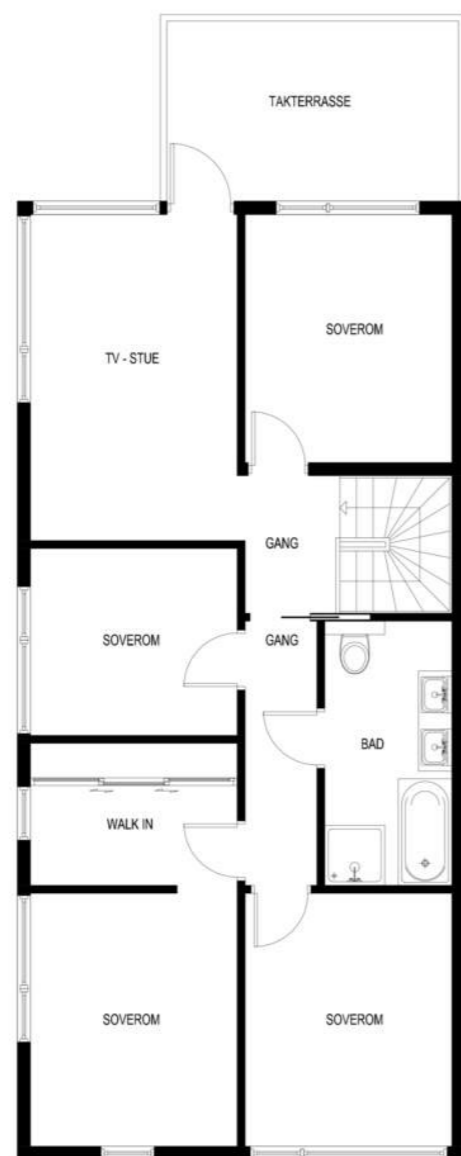 TAKTERRASSE
TV - STUE
SOVEROM
GANG
SOVEROM
GANG
BAD
WALK IN
SOVEROM
SOVEROM